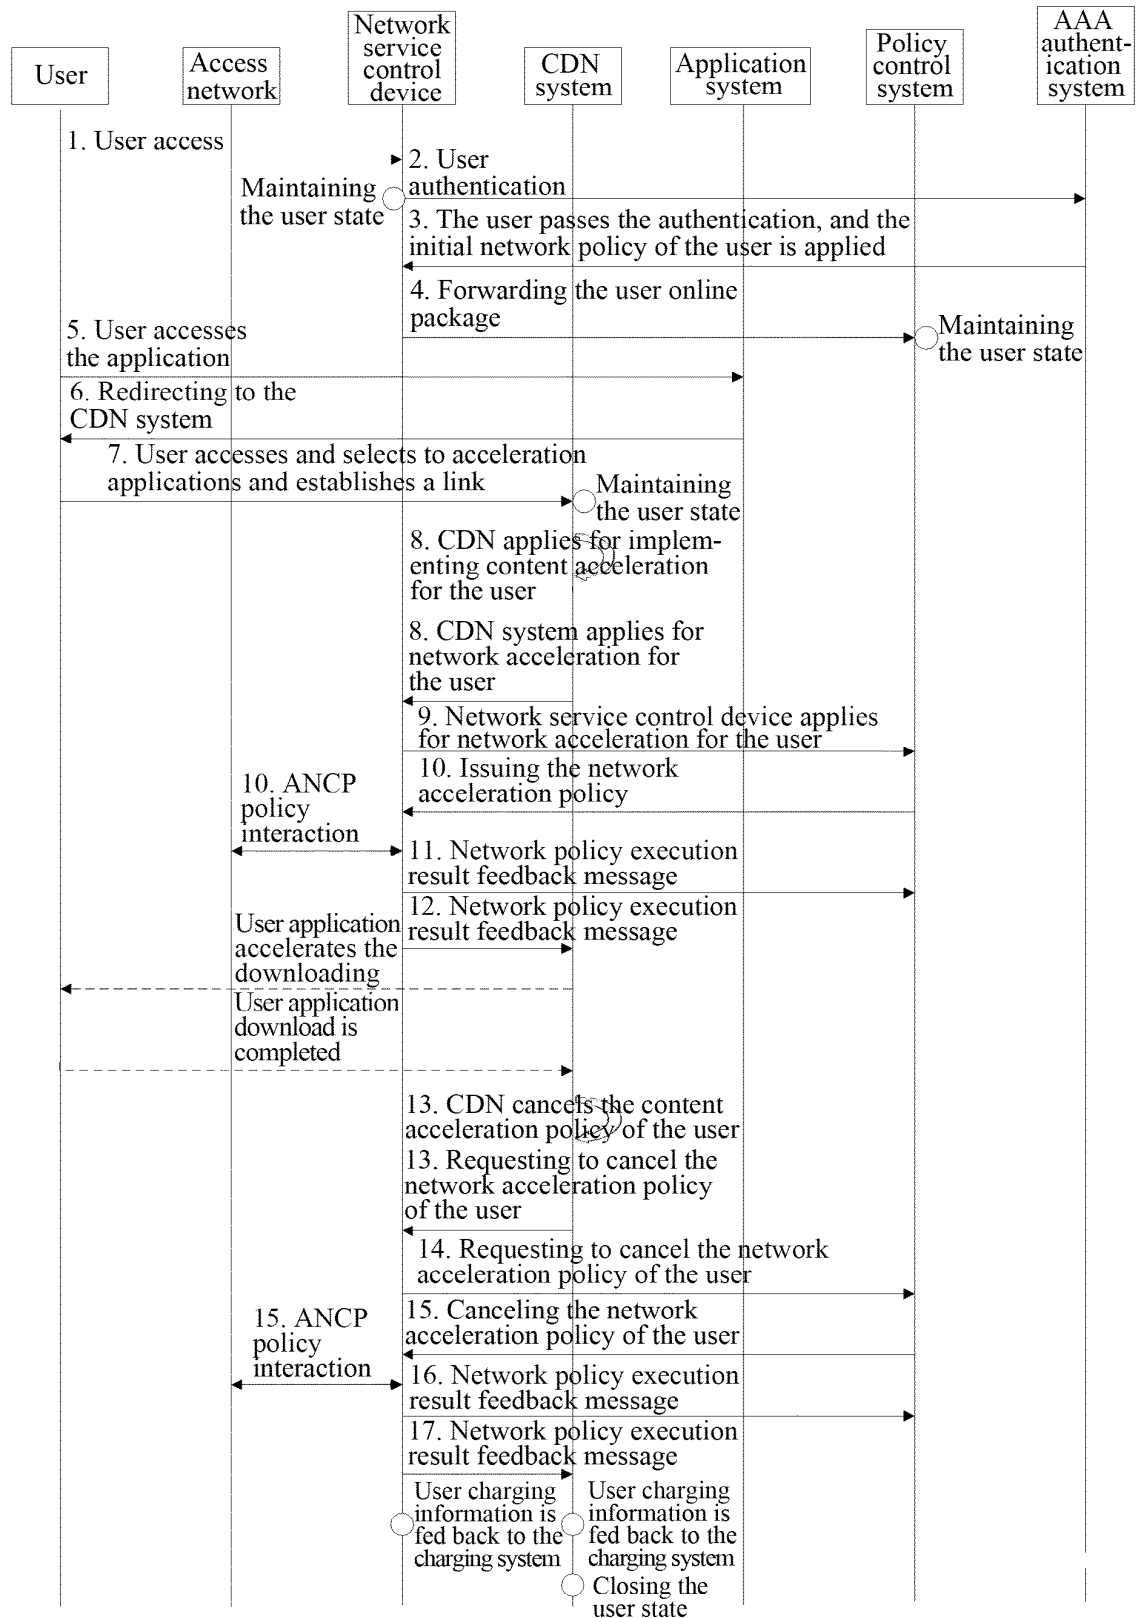 User
Access
network
Network
service
control
device
CDN
system
Application
system
Policy
control
system
AAA
authent-
ication
system
1. User access
2. User
authentication
Maintaining
the user state
3. The user passes the authentication, and the
initial network policy of the user is applied
4. Forwarding the user online
package
Maintaining
the user state
5. User accesses
the application
6. Redirecting to the
CDN system
7. User accesses and selects to acceleration
applications and establishes a link
Maintaining
the user state
8. CDN applies for implem-
enting content acceleration
for the user
8. CDN system applies for
network acceleration for
the user
9. Network service control device applies
for network acceleration for the user
10. Issuing the network
acceleration policy
10. ANCP
policy
interaction
11. Network policy execution
result feedback message
12. Network policy execution
result feedback message
User application
accelerates the
downloading
User application
download is
completed
13. CDN cancels the content
acceleration policy of the user
13. Requesting to cancel the
network acceleration policy
of the user
14. Requesting to cancel the network
acceleration policy of the user
15. Canceling the network
acceleration policy of the user
15. ANCP
policy
interaction
16. Network policy execution
result feedback message
17. Network policy execution
result feedback message
User charging
information is
fed back to the
charging system
User charging
information is
fed back to the
charging system
Closing the
user state